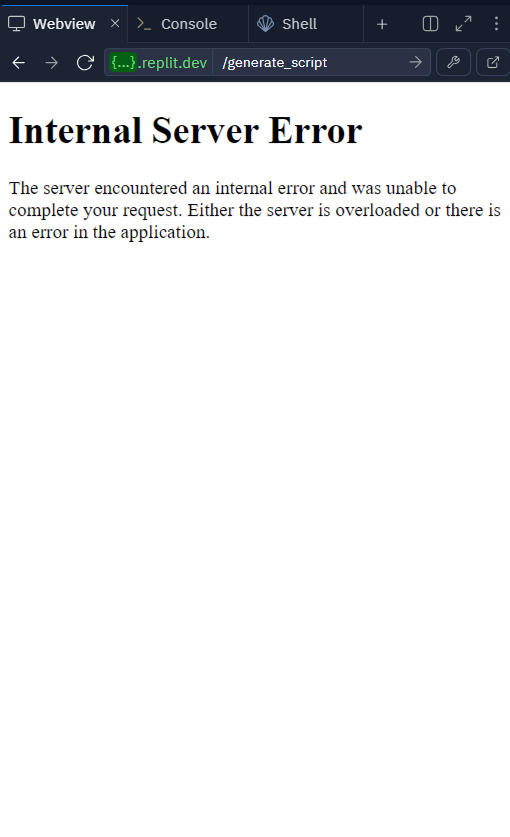 Webview Console Shell
{...}.replit.dev /generate_script
Internal Server Error
The server encountered an internal error and was unable to
complete your request. Either the server is overloaded or there is
an error in the application.